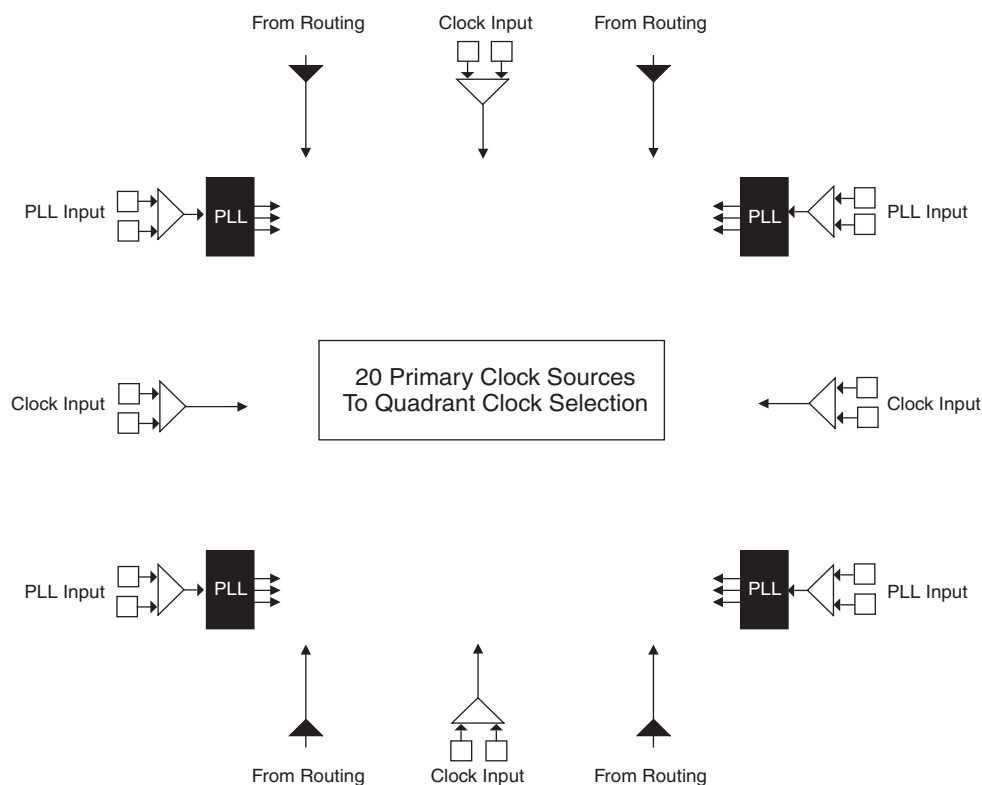 From Routing
Clock Input
From Routing
PLL Input
PLL
PLL
PLL Input
Clock Input
20 Primary Clock Sources
To Quadrant Clock Selection
Clock Input
PLL Input
PLL
PLL
PLL Input
From Routing
Clock Input
From Routing